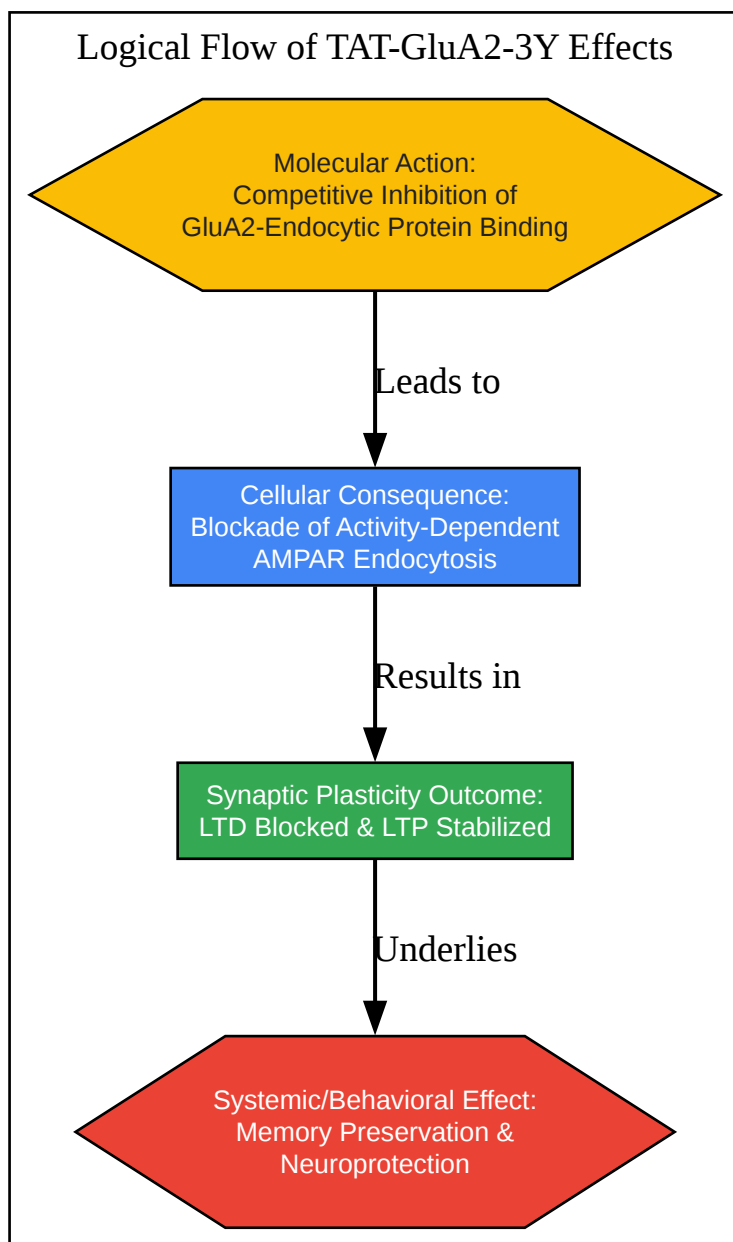 Logical Flow of TAT-GluA2-3Y Effects
Molecular Action:
Competitive Inhibition of
GluA2-Endocytic Protein Binding
Leads to
Cellular Consequence:
Blockade of Activity-Dependent
AMPAR Endocytosis
Results in
Synaptic Plasticity Outcome:
LTD Blocked & LTP Stabilized
Underlies
Systemic/Behavioral Effect:
Memory Preservation &
Neuroprotection